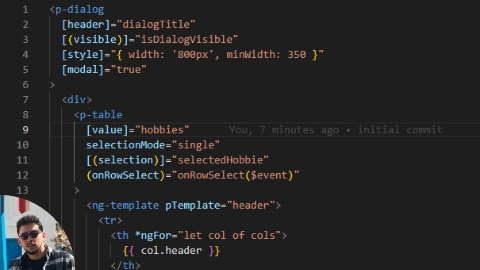 1 <p-dialog
2 [header]="dialogTitle"
3 [(visible)]="isDialogVisible"
4 [style]="{ width: '800px', minWidth: 350 }"
5 [modal]="true"
6 >
7 <div>
8 <p-table
9 [value]="hobbies" You, 7 minutes ago • initial commit
10 selectionMode="single"
11 [(selection)]="selectedHobbie"
12 (onRowSelect)="onRowSelect($event)"
13 >
<ng-template pTemplate="header">
<tr>
<th *ngFor="let col of cols">
{{ col.header }}
</th>